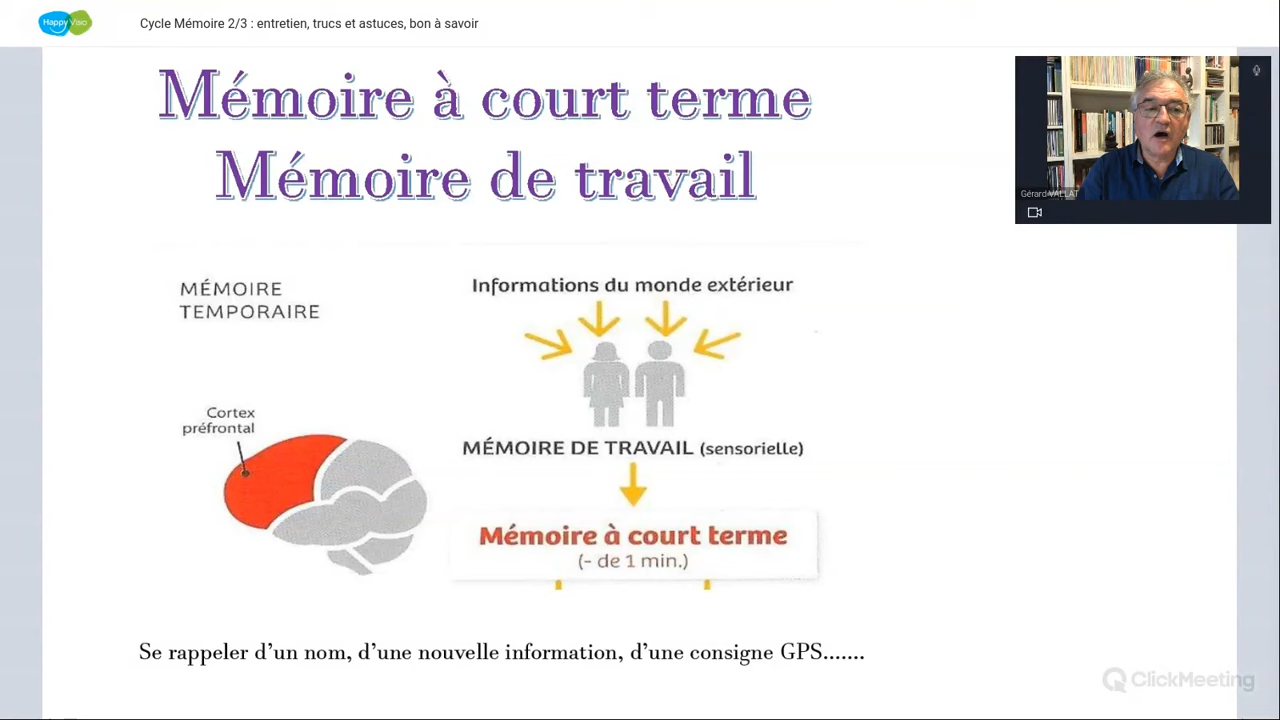 Happy Visio
Cycle Mémoire 2/3 : entretien, trucs et astuces, bon à savoir
Mémoire à court terme
Mémoire de travail
Gérard VALLAT
MÉMOIRE
TEMPORAIRE
Informations du monde extérieur
Cortex
préfrontal
MÉMOIRE DE TRAVAIL (sensorielle)
Mémoire à court terme
(- de 1 min.)
Se rappeler d’un nom, d’une nouvelle information, d’une consigne GPS.......
ClickMeeting